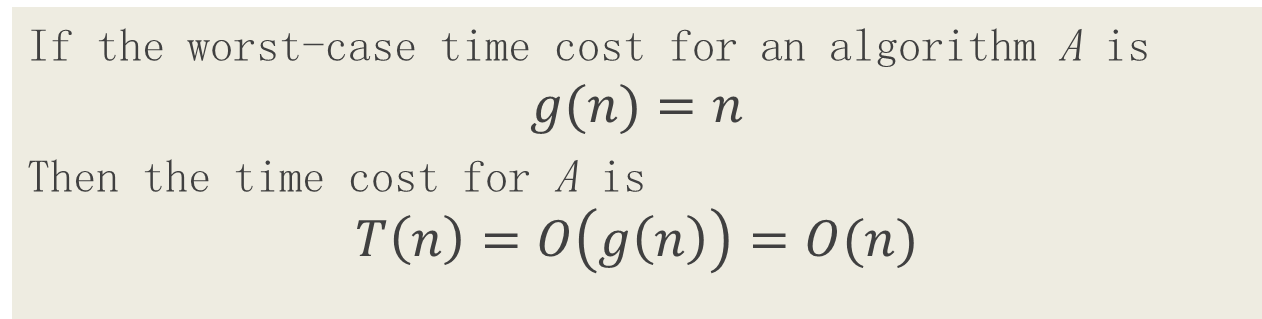 If the worst-case time cost for an algorithm A is
g(n) = n
Then the time cost for A is
T(n) = O(g(n)) = O(n)